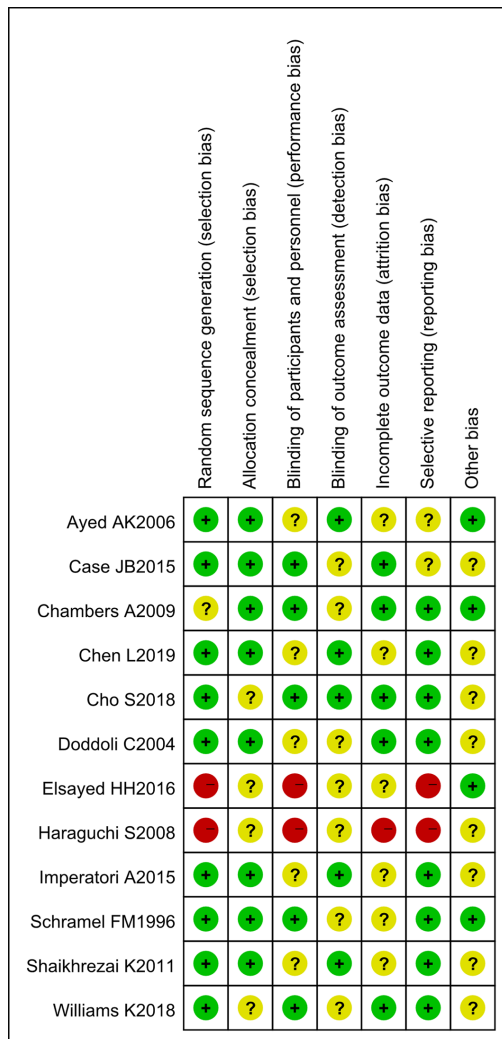 Random sequence generation (selection bias)
Allocation concealment (selection bias)
Blinding of participants and personnel (performance bias)
Blinding of outcome assessment (detection bias)
Incomplete outcome data (attrition bias)
Selective reporting (reporting bias)
Other bias
Ayed AK2006 + + ? + ? ? +
Case JB2015 + + + ? + ? ?
Chambers A2009 ? + + ? + + +
Chen L2019 + + ? + ? + ?
Cho S2018 + ? + + + + ?
Doddoli C2004 + + ? ? + + ?
Elsayed HH2016 − ? − ? ? − +
Haraguchi S2008 − ? − ? − − ?
Imperatori A2015 + + ? + ? + ?
Schramel FM1996 + + + ? ? + +
Shaikhrezai K2011 + + ? + ? + ?
Williams K2018 + ? + ? + + ?